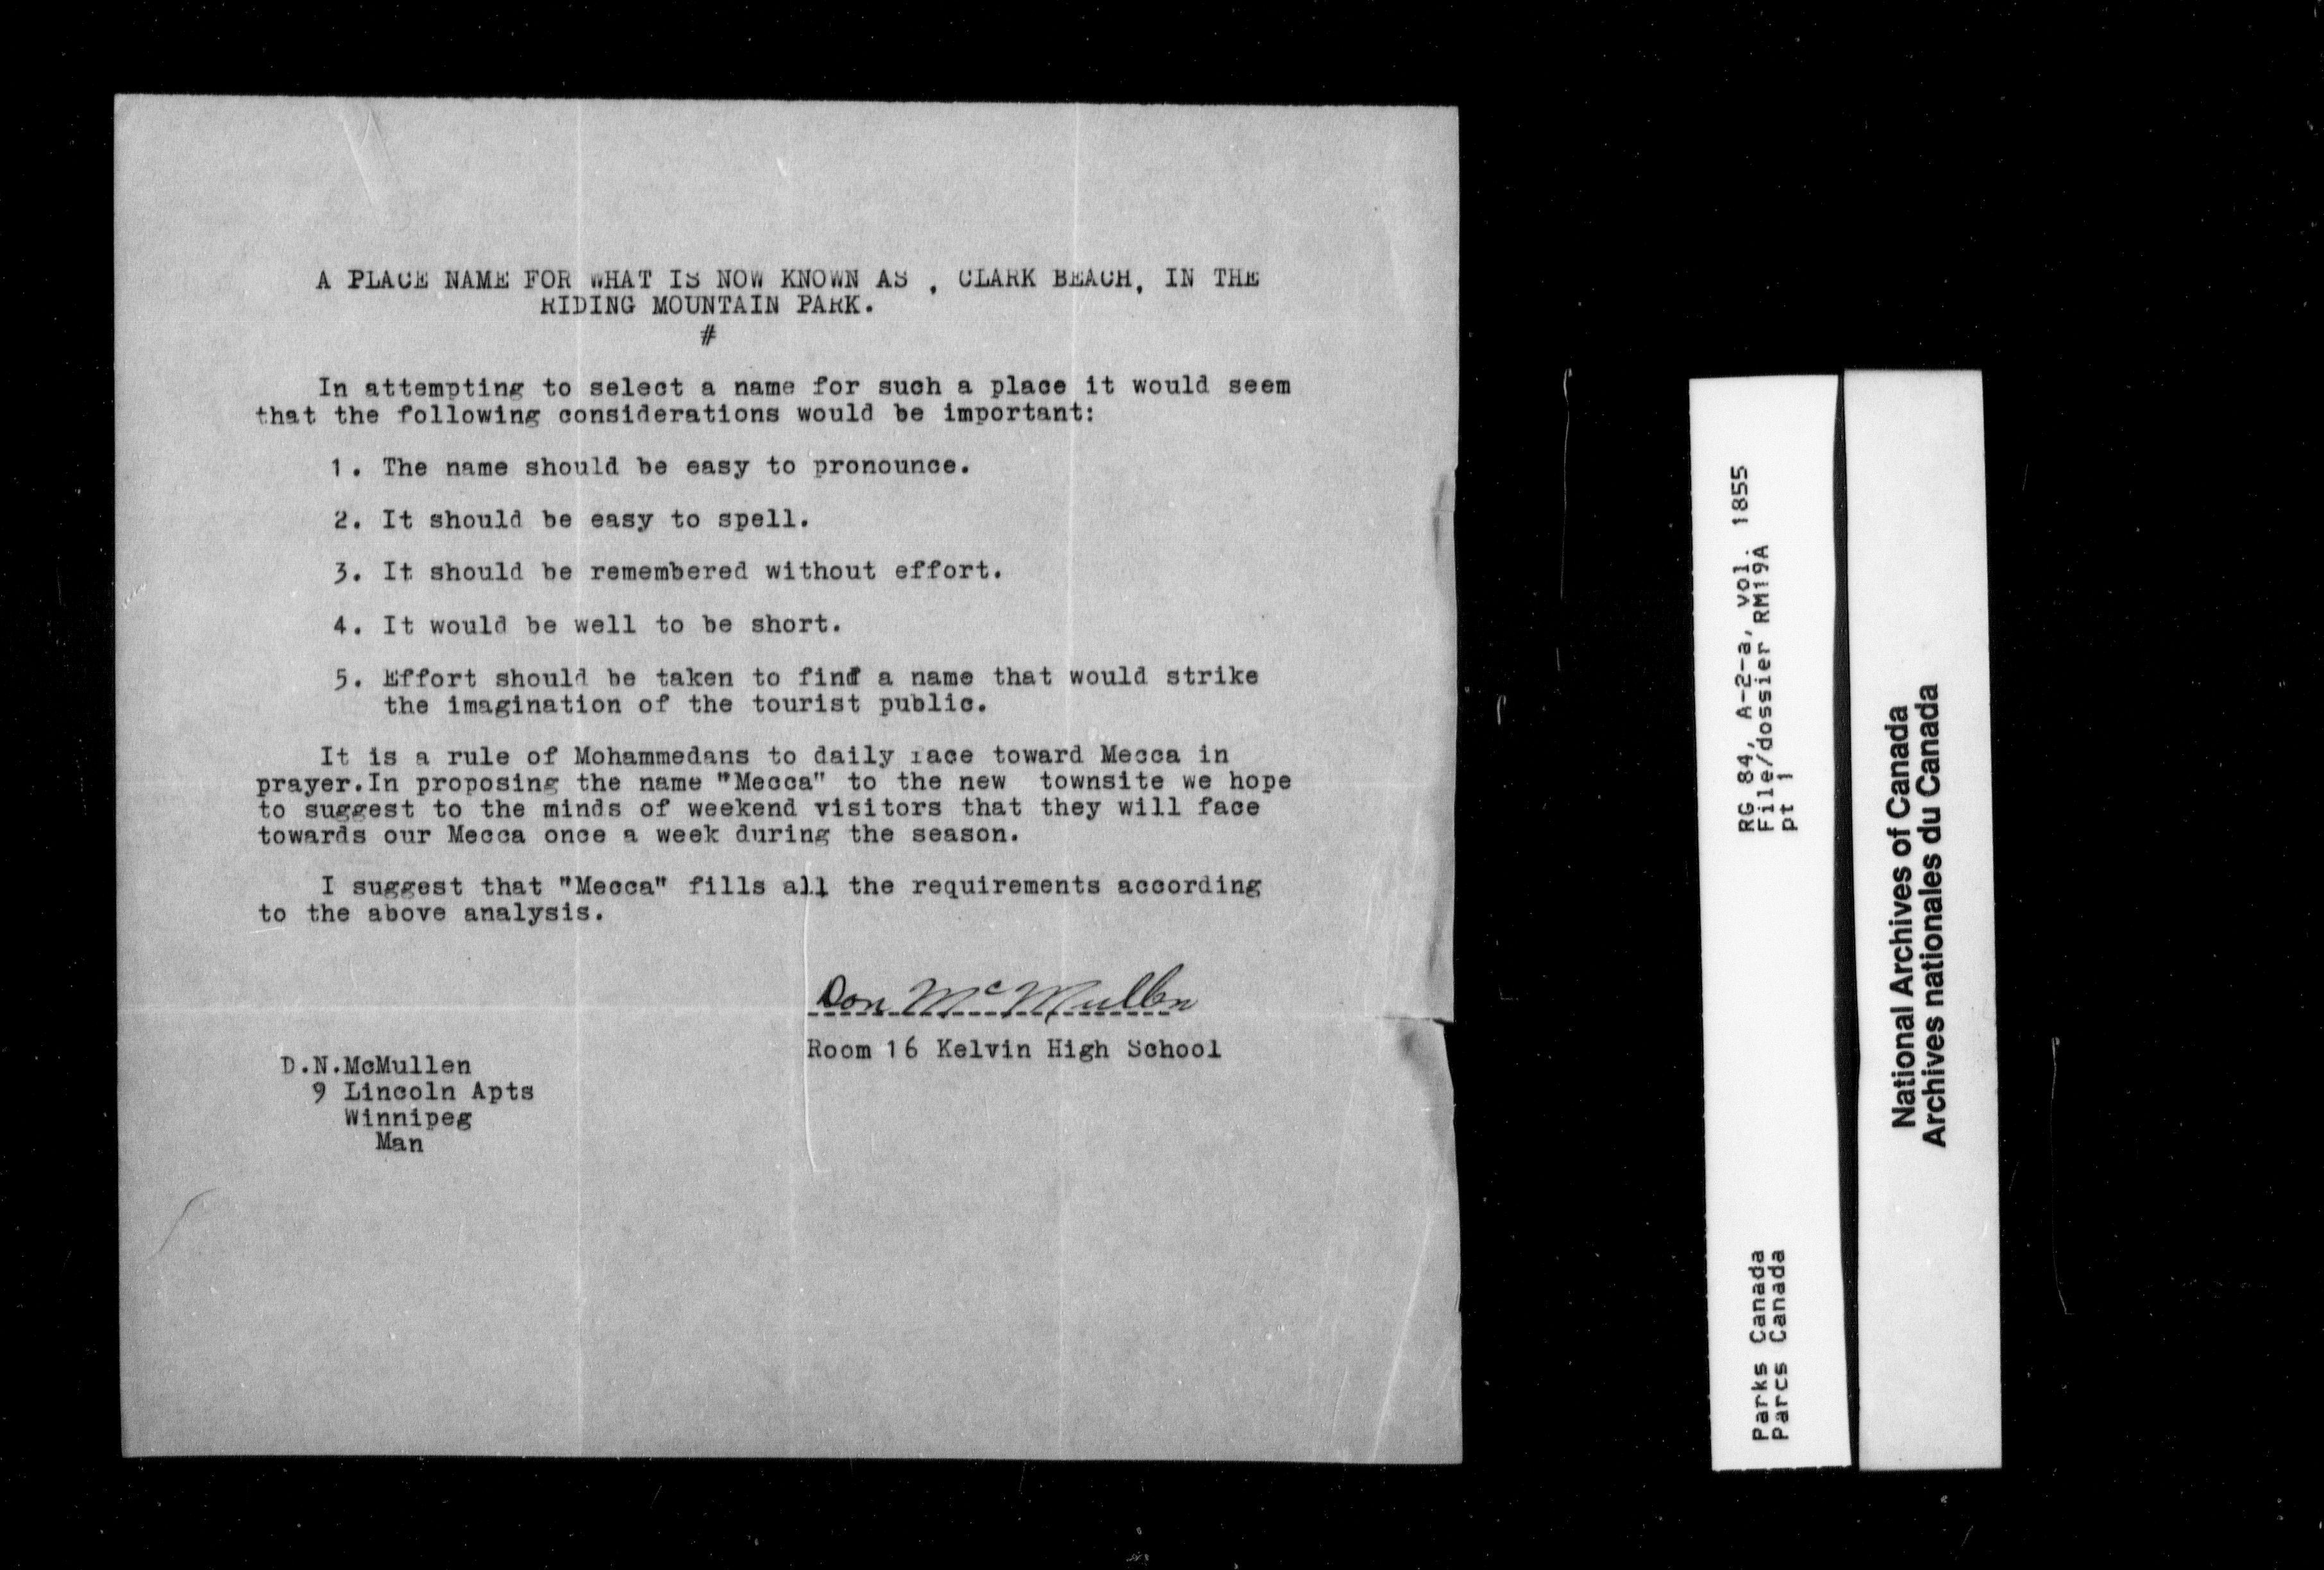 A PLACE NAME FOR WHAT IS NOW KNOWN AS , CLARK BEACH, IN THE
RIDING MOUNTAIN PARK.
#
In attempting to select a name for such a place it would seem
that the following considerations would be important:
1. The name should be easy to pronounce.
2. It should be easy to spell.
3. It should be remembered without effort.
4. It would be well to be short.
5. Effort should be taken to find a name that would strike
the imagination of the tourist public.
It is a rule of Mohammedans to daily face toward Mecca in
prayer.In proposing the name "Mecca" to the new townsite we hope
to suggest to the minds of weekend visitors that they will face
towards our Mecca once a week during the season.
I suggest that "Mecca" fills all the requirements according
to the above analysis.
Don McMullen
Room 16 Kelvin High School
D.N.McMullen
9 Lincoln Apts
Winnipeg
Man
RG 84, A-2-a, vol. 1855
File/dossier RM19A
pt 1
Parks Canada
Parcs Canada
National Archives of Canada
Archives nationales du Canada